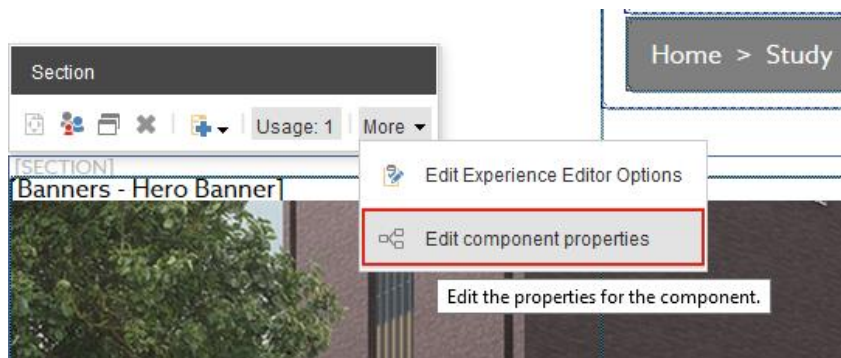 Home > Study
Section
Usage: 1
More
[SECTION]
[Banners - Hero Banner]
Edit Experience Editor Options
Edit component properties
Edit the properties for the component.